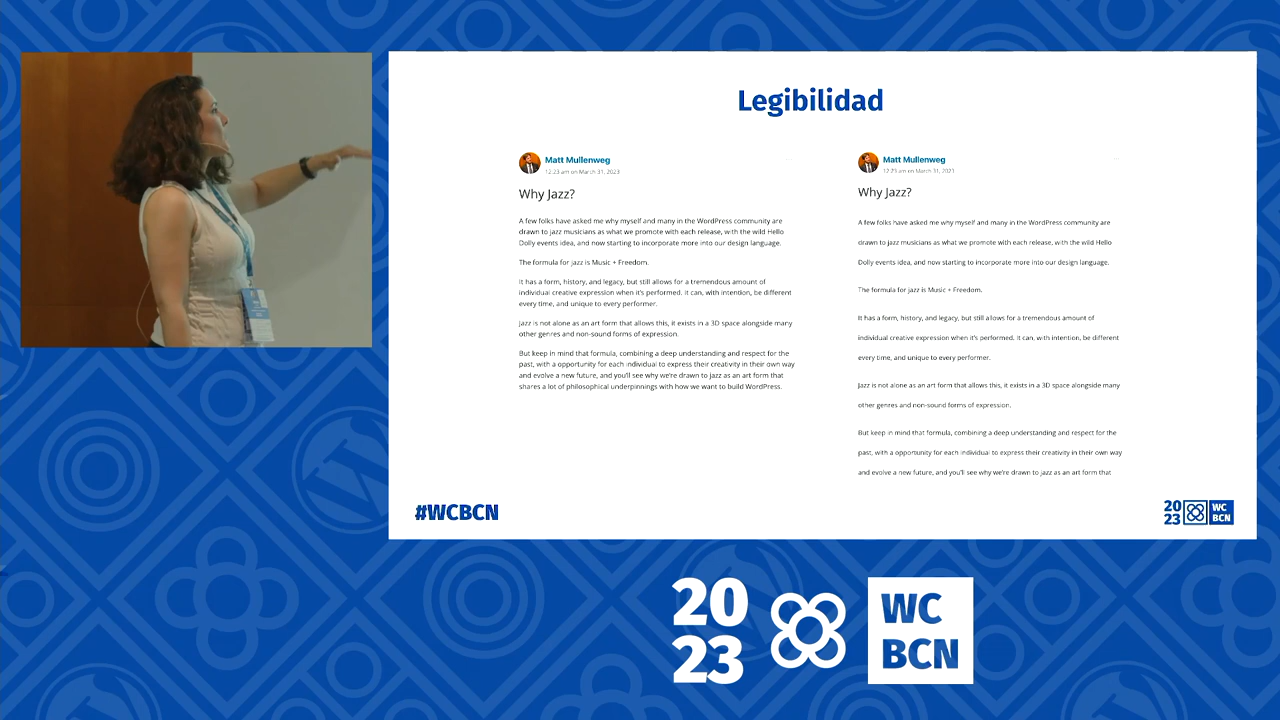 Legibilidad
Matt Mullenweg
12:23 am on March 31, 2023
Why Jazz?
A few folks have asked me why myself and many in the WordPress community are
drawn to jazz musicians as what we promote with each release, with the wild Hello
Dolly events idea, and now starting to incorporate more into our design language.
The formula for jazz is Music + Freedom.
It has a form, history, and legacy, but still allows for a tremendous amount of
individual creative expression when it's performed. It can, with intention, be different
every time, and unique to every performer.
Jazz is not alone as an art form that allows this, it exists in a 3D space alongside many
other genres and non-sound forms of expression.
But keep in mind that formula, combining a deep understanding and respect for the
past, with a opportunity for each individual to express their creativity in their own way
and evolve a new future, and you'll see why we're drawn to jazz as an art form that
shares a lot of philosophical underpinnings with how we want to build WordPress.
Matt Mullenweg
12:23 am on March 31, 2023
Why Jazz?
A few folks have asked me why myself and many in the WordPress community are
drawn to jazz musicians as what we promote with each release, with the wild Hello
Dolly events idea, and now starting to incorporate more into our design language.
The formula for jazz is Music + Freedom.
It has a form, history, and legacy, but still allows for a tremendous amount of
individual creative expression when it's performed. It can, with intention, be different
every time, and unique to every performer.
Jazz is not alone as an art form that allows this, it exists in a 3D space alongside many
other genres and non-sound forms of expression.
But keep in mind that formula, combining a deep understanding and respect for the
past, with a opportunity for each individual to express their creativity in their own way
and evolve a new future, and you'll see why we're drawn to jazz as an art form that
#WCBCN
20
23
WC
BCN
20
23
WC
BCN